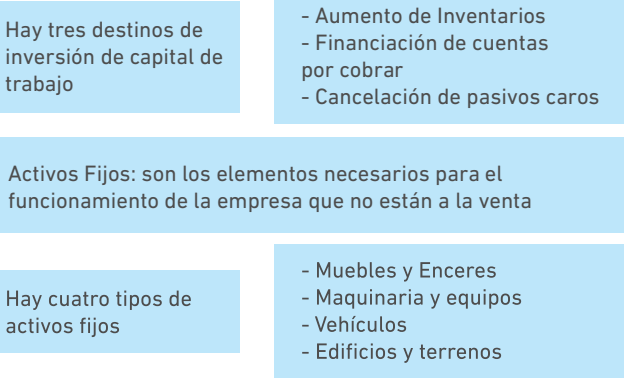 Hay tres destinos de
inversión de capital de
trabajo
- Aumento de Inventarios
- Financiación de cuentas
por cobrar
- Cancelación de pasivos caros
Activos Fijos: son los elementos necesarios para el
funcionamiento de la empresa que no están a la venta
Hay cuatro tipos de
activos fijos
- Muebles y Enceres
- Maquinaria y equipos
- Vehículos
- Edificios y terrenos